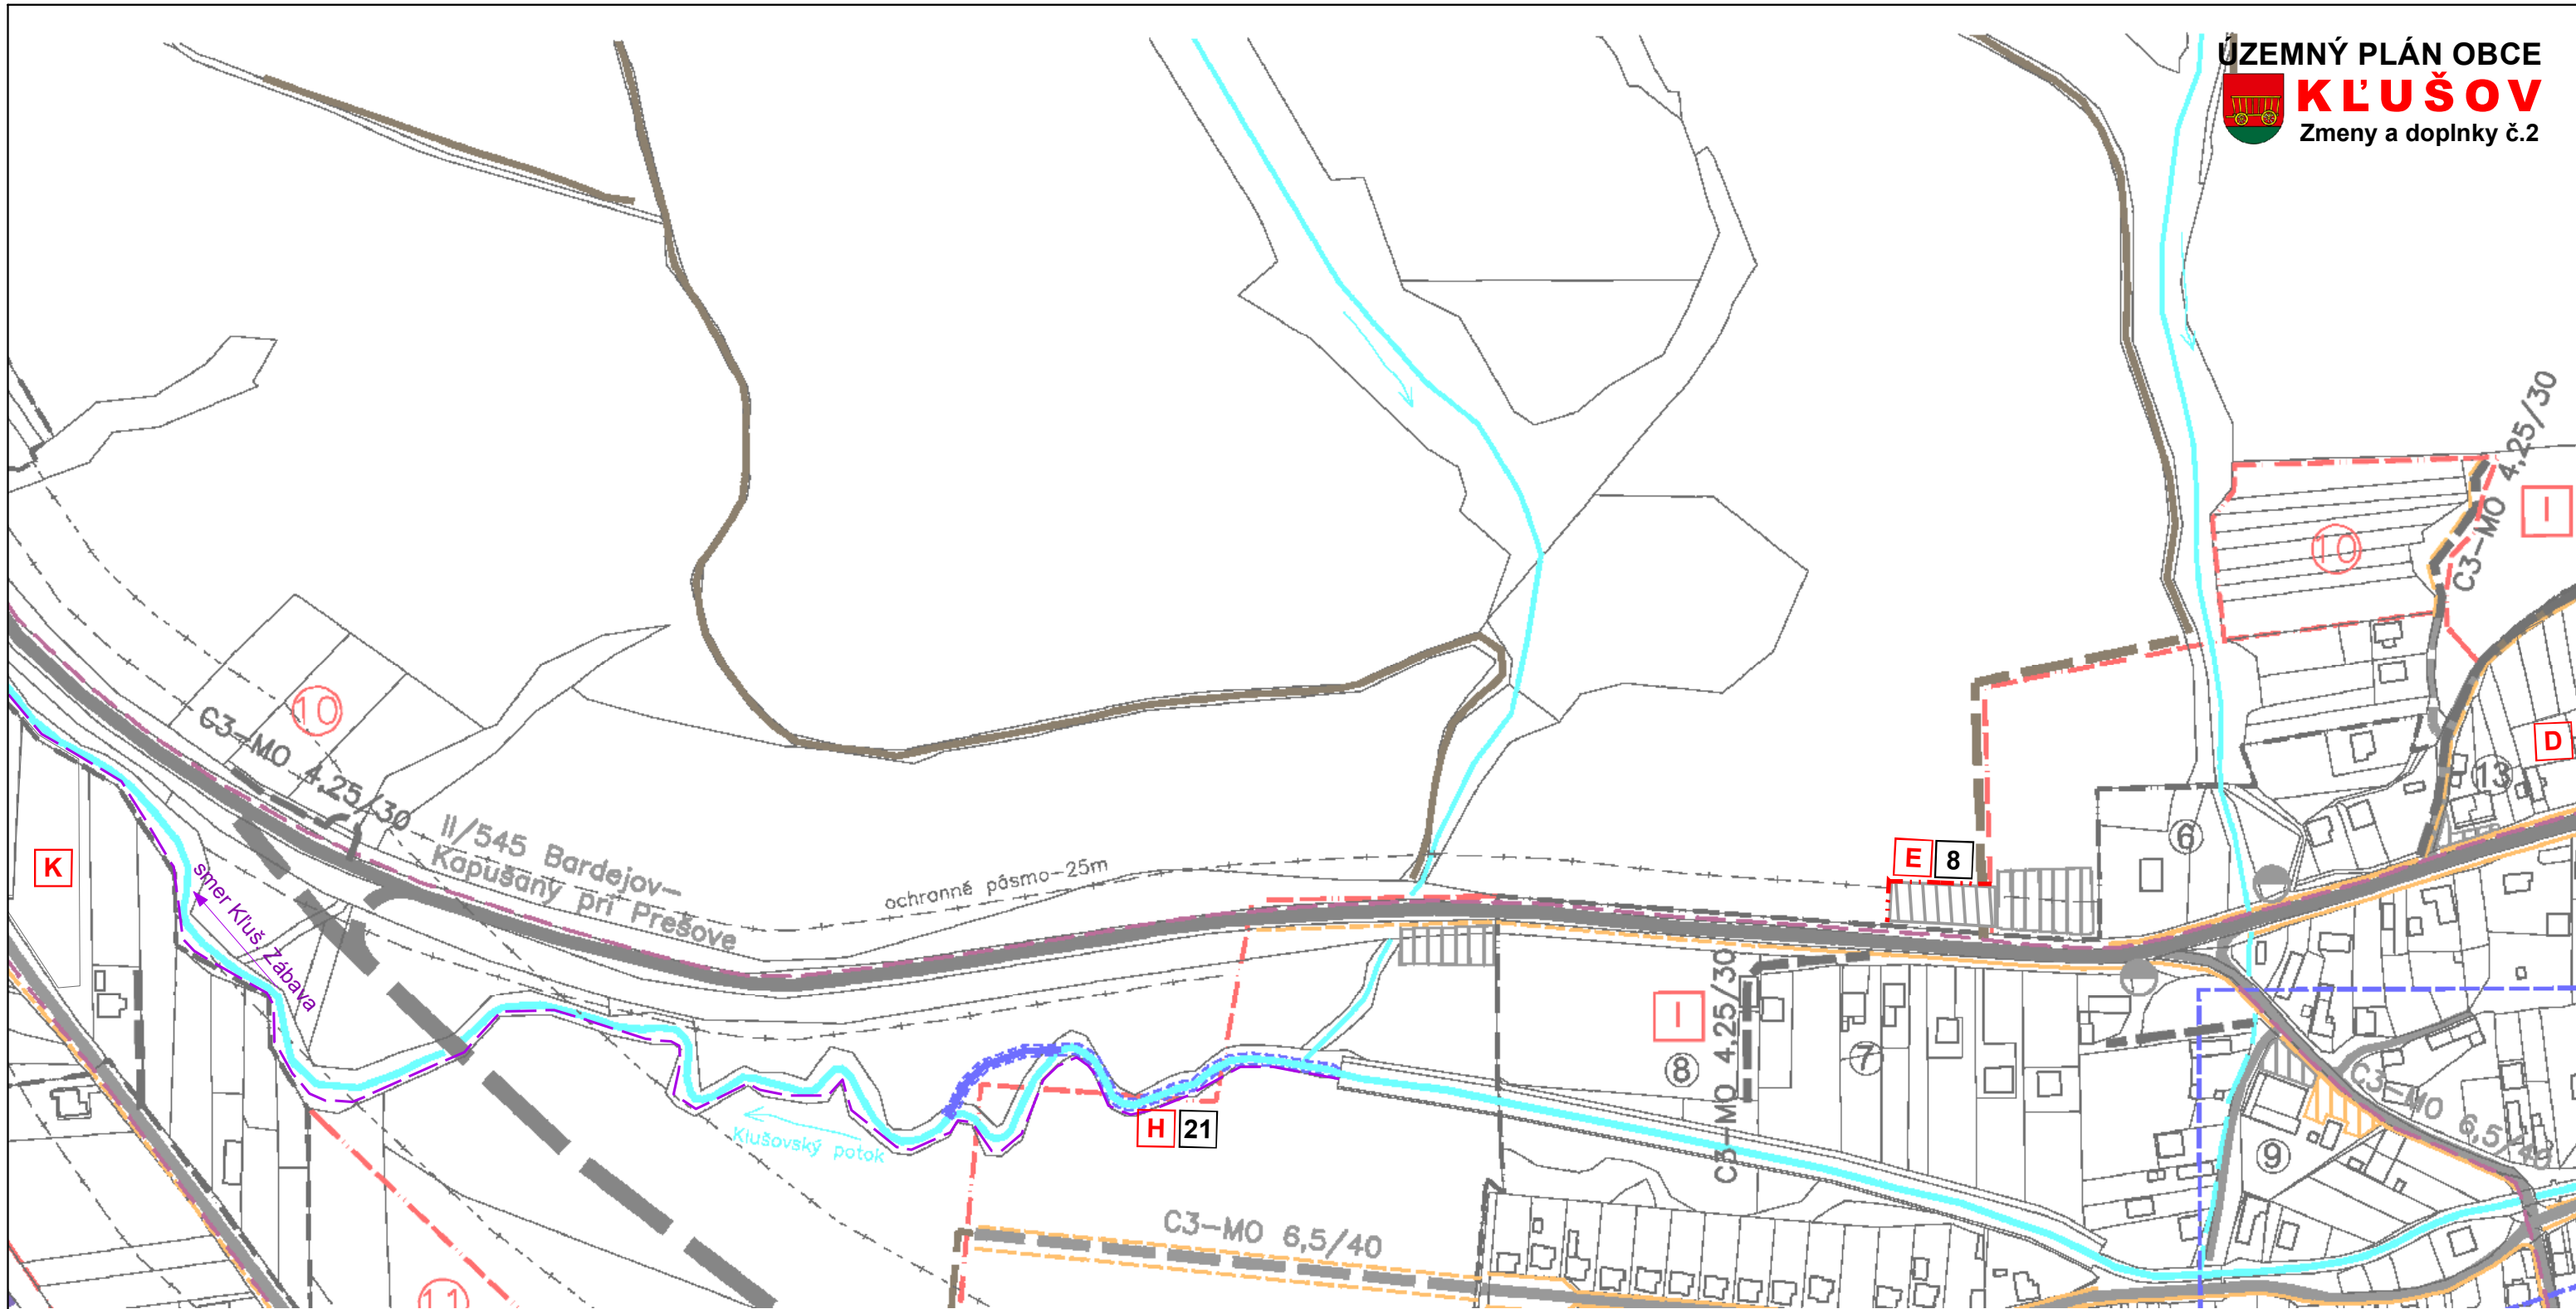 ÚZEMNÝ PLÁN OBCE
KĽUŠOV
Zmeny a doplnky č.2
C3-MO 4,25/30
I
10
10
C3-MO 4,25/30
D
13
6
II/545 Bardejov-
Kapušany pri Prešove
ochranné pásmo-25m
E 8
K
smer Kľuš. Zábava
C3-MO 4,25/30
I
8
7
Klušovský potok
H 21
C3-MO 6,5/40
9
C3-MO 6,5/40
11